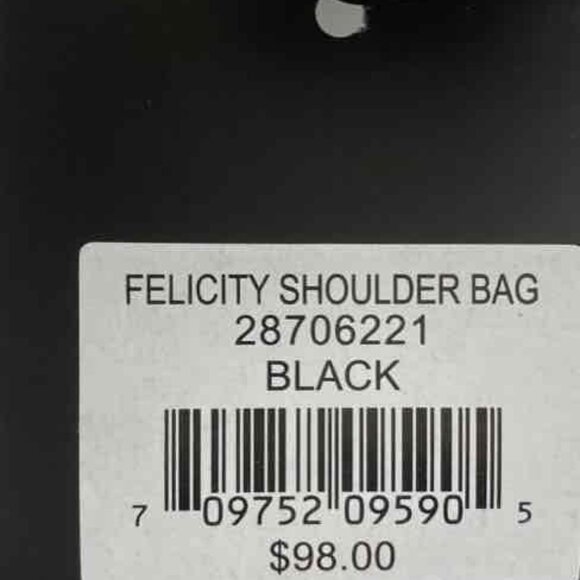 FELICITY SHOULDER BAG
28706221
BLACK
7 09752 09590 5
$98.00